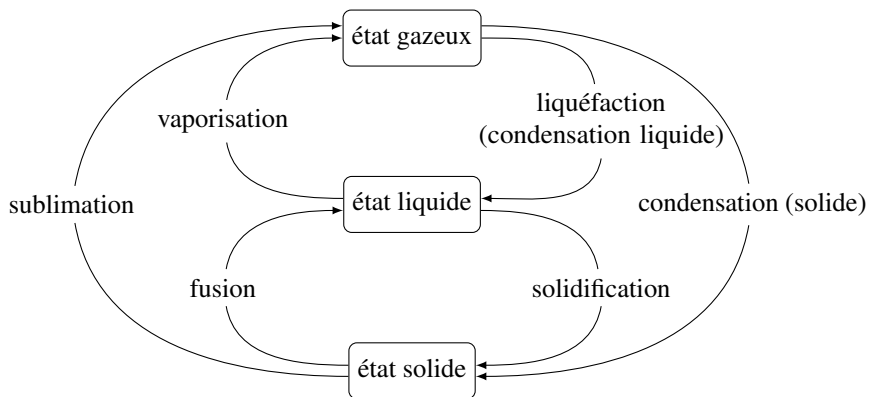 état gazeux
vaporisation
liquéfaction
(condensation liquide)
sublimation
état liquide
condensation (solide)
fusion
solidification
état solide